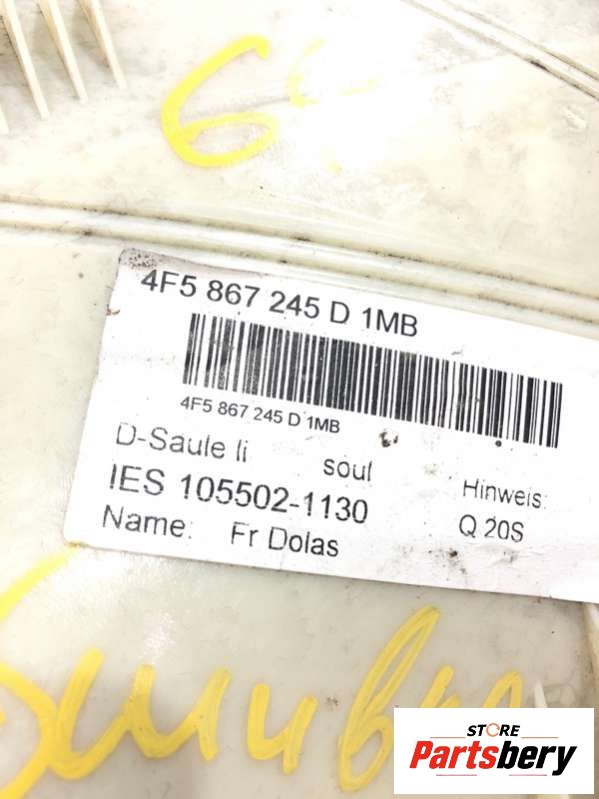 4F5 867 245 D 1MB
4F5 867 245 D 1MB
D-Saule li soul
Hinweis:
IES 105502-1130
Q 20S
Name: Fr Dolas
STORE
Partsbery